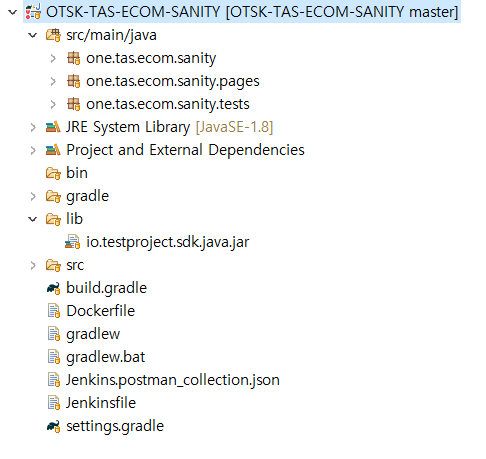 OTSK-TAS-ECOM-SANITY [OTSK-TAS-ECOM-SANITY master]
src/main/java
one.tas.ecom.sanity
one.tas.ecom.sanity.pages
one.tas.ecom.sanity.tests
JRE System Library [JavaSE-1.8]
Project and External Dependencies
bin
gradle
lib
io.testproject.sdk.java.jar
src
build.gradle
Dockerfile
gradlew
gradlew.bat
Jenkins.postman_collection.json
Jenkinsfile
settings.gradle